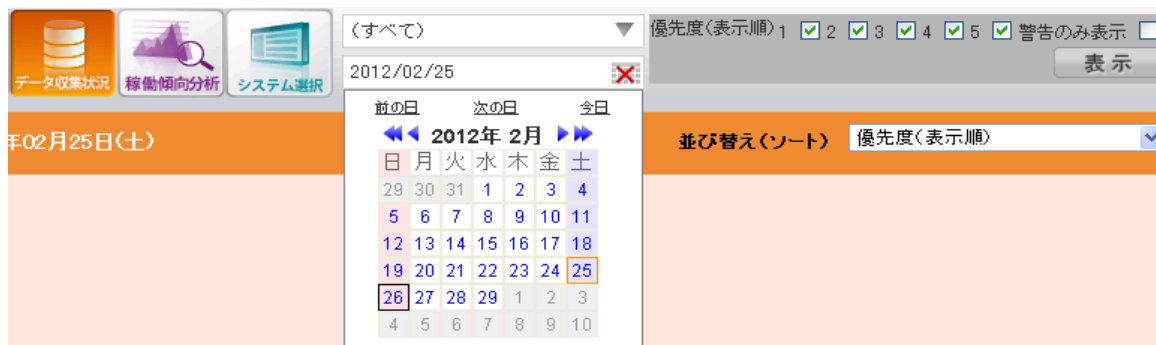 データ収集状況
稼働傾向分析
システム選択
(すべて)
優先度(表示順) 1 2 3 4 5 警告のみ表示
2012/02/25
表示
前の日 次の日 今日
年02月25日(土)
2012年 2月
並び替え(ソート)
優先度(表示順)
日 月 火 水 木 金 土
29 30 31 1 2 3 4
5 6 7 8 9 10 11
12 13 14 15 16 17 18
19 20 21 22 23 24 25
26 27 28 29 1 2 3
4 5 6 7 8 9 10